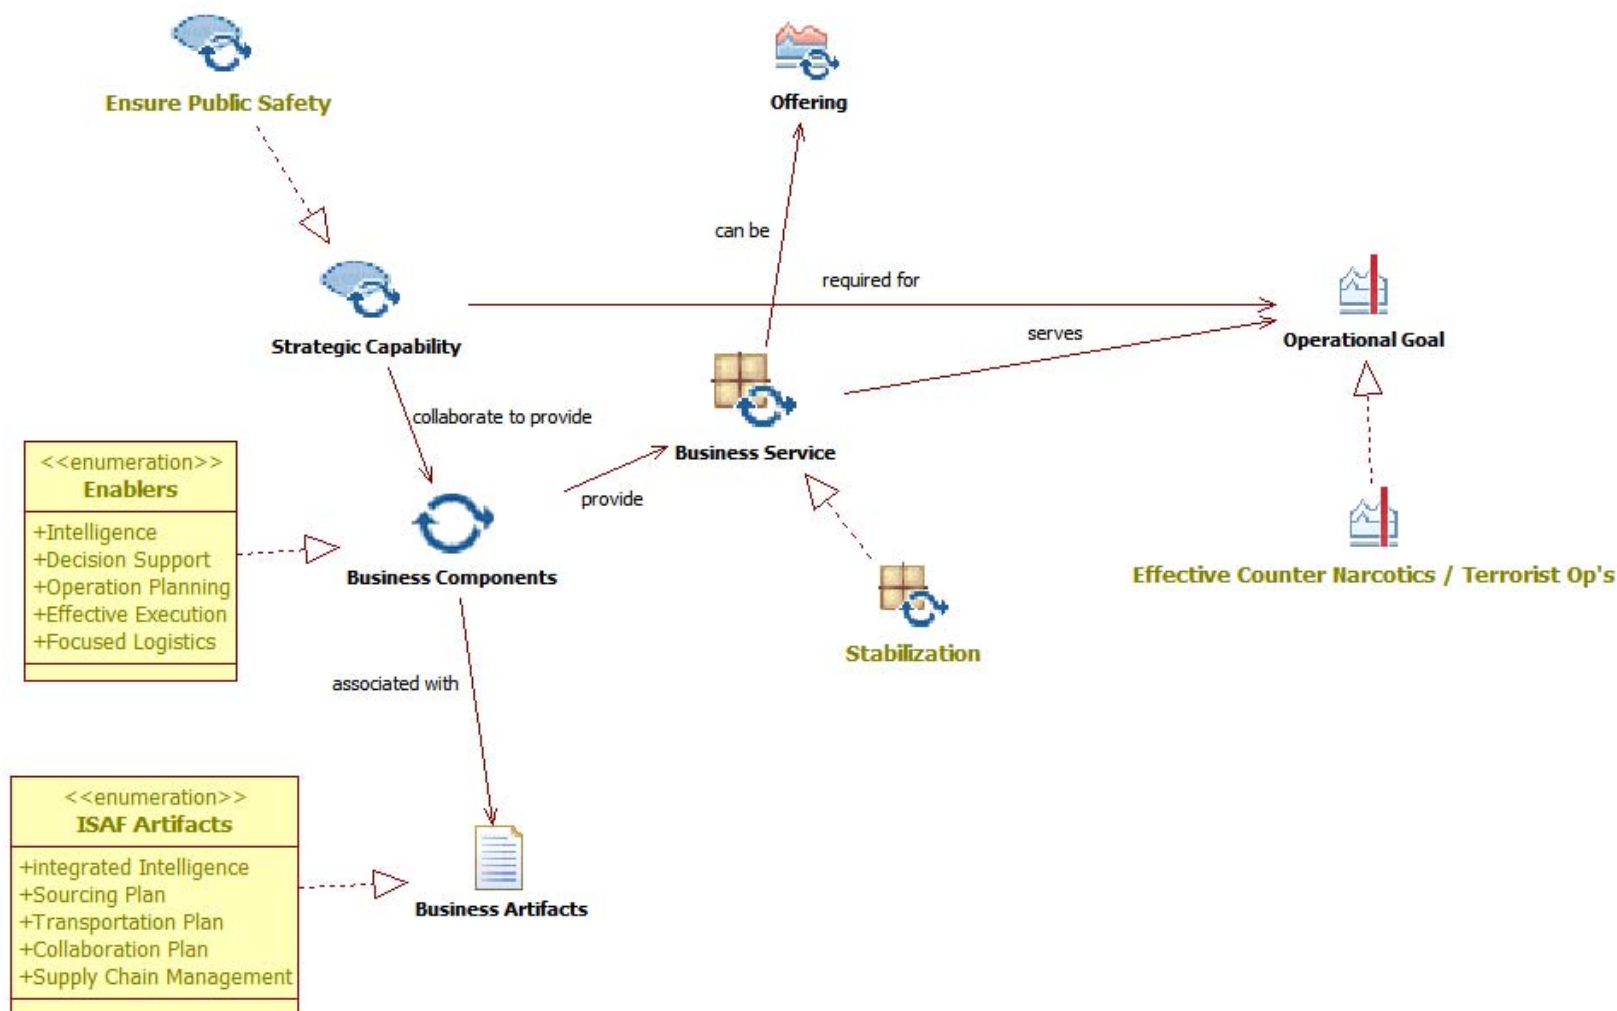 Ensure Public Safety
Offering
can be
required for
serves
Strategic Capability
Operational Goal
collaborate to provide
Business Service
provide
<<enumeration>>
Enablers
+Intelligence
+Decision Support
+Operation Planning
+Effective Execution
+Focused Logistics
Business Components
Effective Counter Narcotics / Terrorist Op's
Stabilization
associated with
<<enumeration>>
ISAF Artifacts
+integrated Intelligence
+Sourcing Plan
+Transportation Plan
+Collaboration Plan
+Supply Chain Management
Business Artifacts